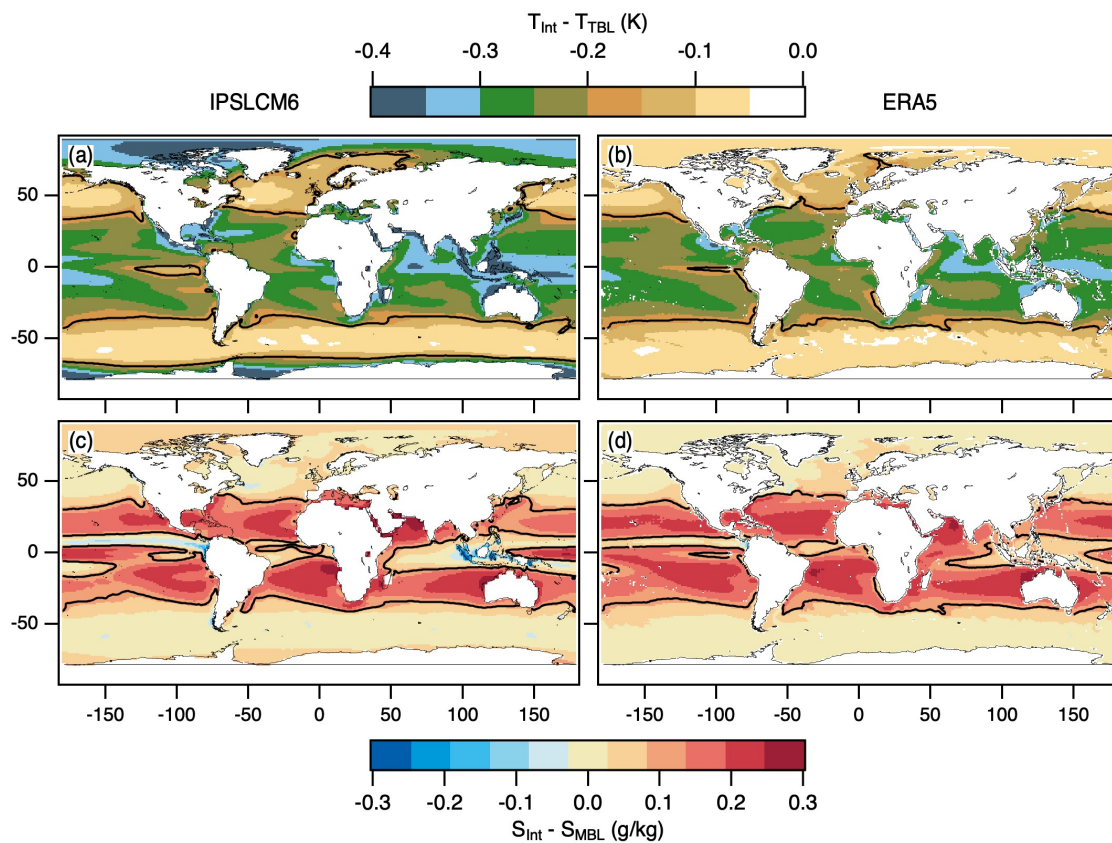 T_Int - T_TBL (K)
-0.4 -0.3 -0.2 -0.1 0.0
IPSLCM6 ERA5
(a) (b)
50
0
-50
(c) (d)
50
0
-50
-150 -100 -50 0 50 100 150 -150 -100 -50 0 50 100 150
-0.3 -0.2 -0.1 0.0 0.1 0.2 0.3
S_Int - S_MBL (g/kg)